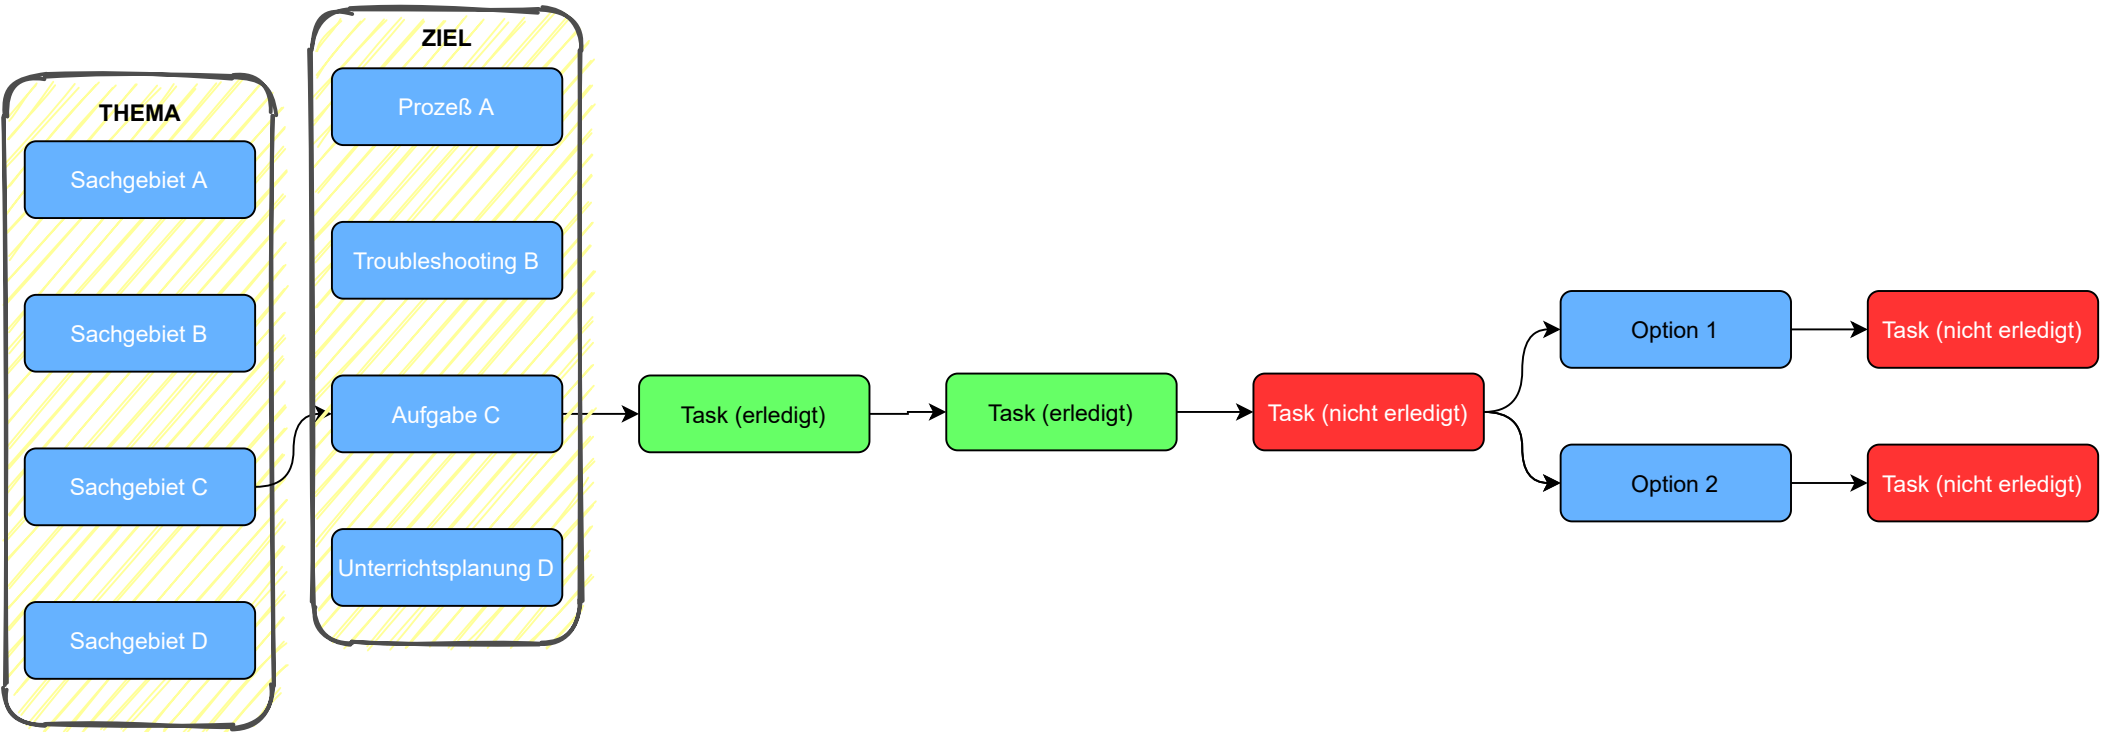 THEMA
Sachgebiet A
Sachgebiet B
Sachgebiet C
Sachgebiet D
ZIEL
Prozeß A
Troubleshooting B
Aufgabe C
Unterrichtsplanung D
Task (erledigt)
Task (erledigt)
Task (nicht erledigt)
Option 1
Task (nicht erledigt)
Option 2
Task (nicht erledigt)